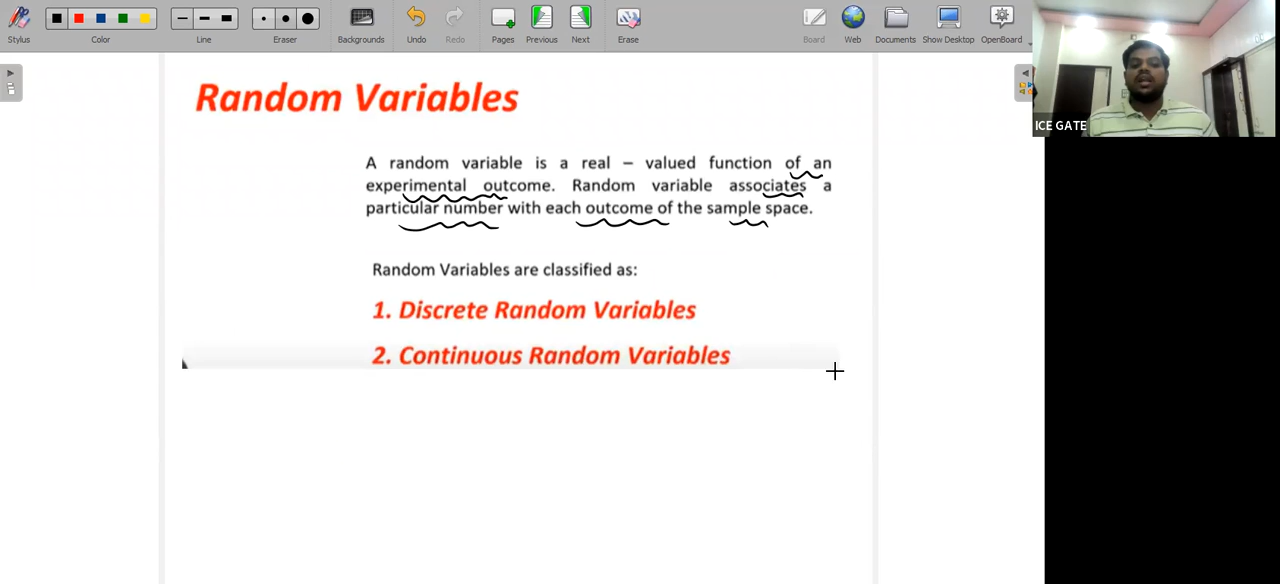 Stylus
Color
Line
Eraser
Backgrounds
Undo
Redo
Pages
Previous
Next
Erase
Board
Web
Documents
Show Desktop
OpenBoard
ICE GATE
Random Variables
A random variable is a real – valued function of an
experimental outcome. Random variable associates a
particular number with each outcome of the sample space.
Random Variables are classified as:
1. Discrete Random Variables
2. Continuous Random Variables